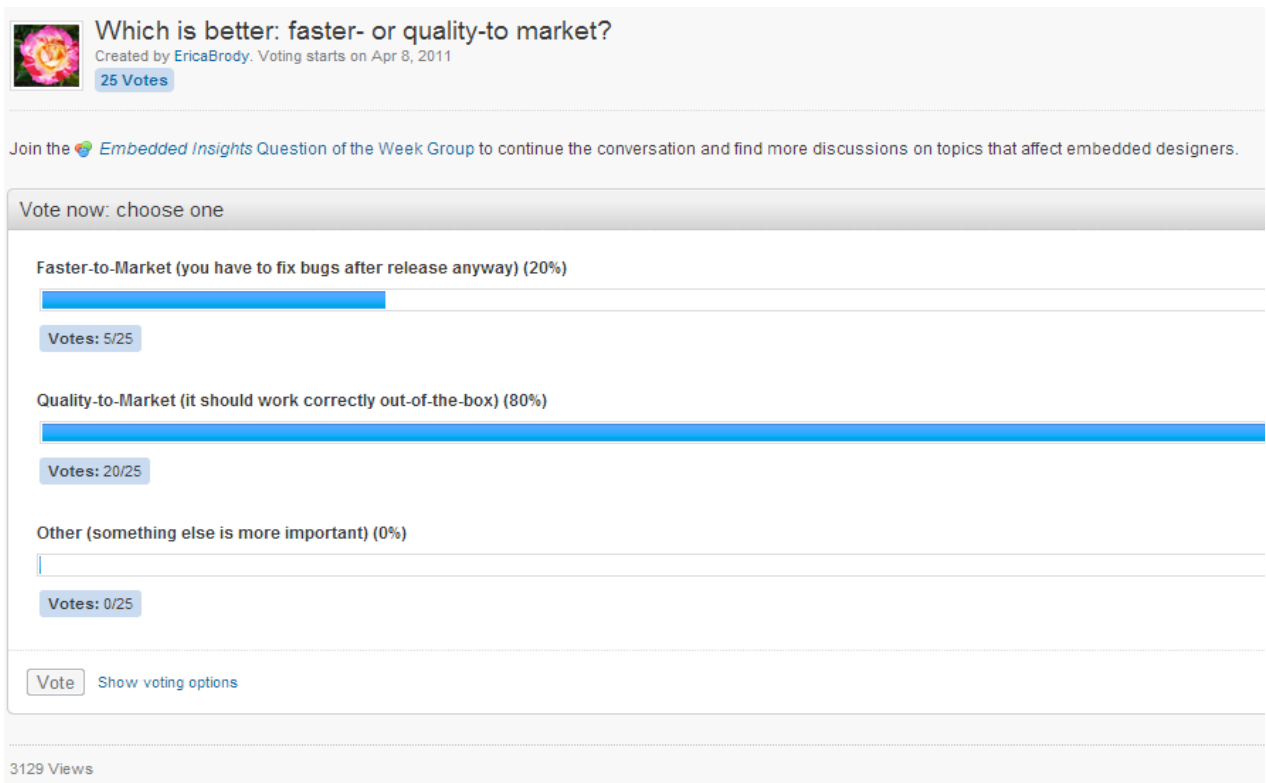 Which is better: faster- or quality-to market?
Created by EricaBrody. Voting starts on Apr 8, 2011
25 Votes
Join the Embedded Insights Question of the Week Group to continue the conversation and find more discussions on topics that affect embedded designers.
Vote now: choose one
Faster-to-Market (you have to fix bugs after release anyway) (20%)
Votes: 5/25
Quality-to-Market (it should work correctly out-of-the-box) (80%)
Votes: 20/25
Other (something else is more important) (0%)
Votes: 0/25
Vote Show voting options
3129 Views